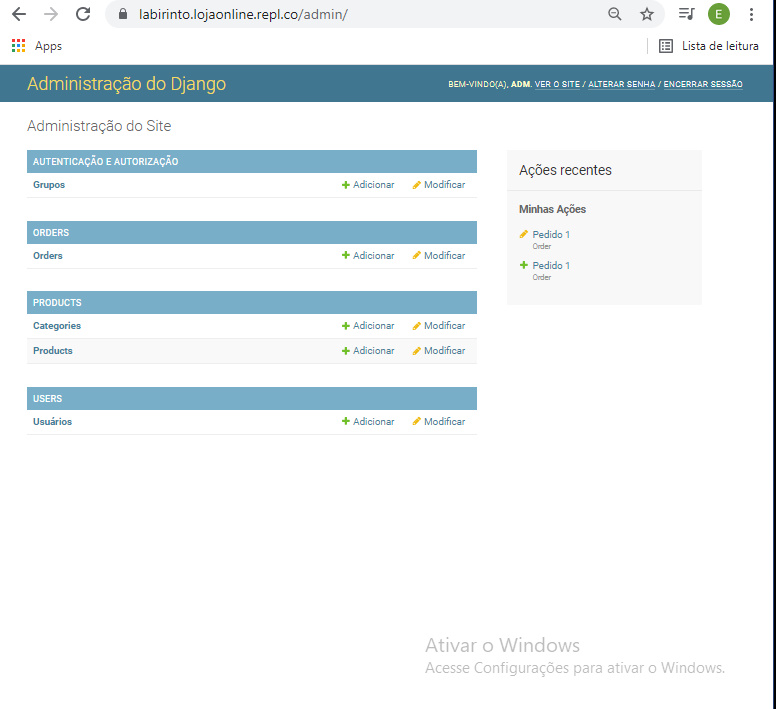 labirinto.lojaonline.repl.co/admin/
E
Apps
Lista de leitura
Administração do Django
BEM-VINDO(A), ADM. VER O SITE / ALTERAR SENHA / ENCERRAR SESSÃO
Administração do Site
AUTENTICAÇÃO E AUTORIZAÇÃO
Grupos Adicionar Modificar
ORDERS
Orders Adicionar Modificar
PRODUCTS
Categories Adicionar Modificar
Products Adicionar Modificar
USERS
Usuários Adicionar Modificar
Ações recentes
Minhas Ações
Pedido 1
Order
Pedido 1
Order
Ativar o Windows
Acesse Configurações para ativar o Windows.